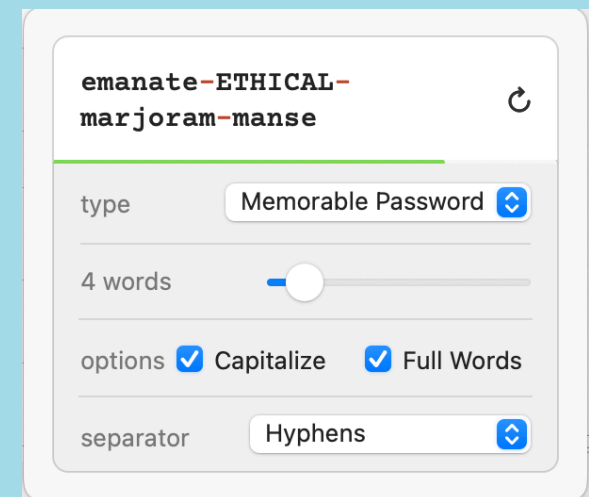 emanate-ETHICAL-
marjoram-manse
type Memorable Password
4 words
options Capitalize Full Words
separator Hyphens